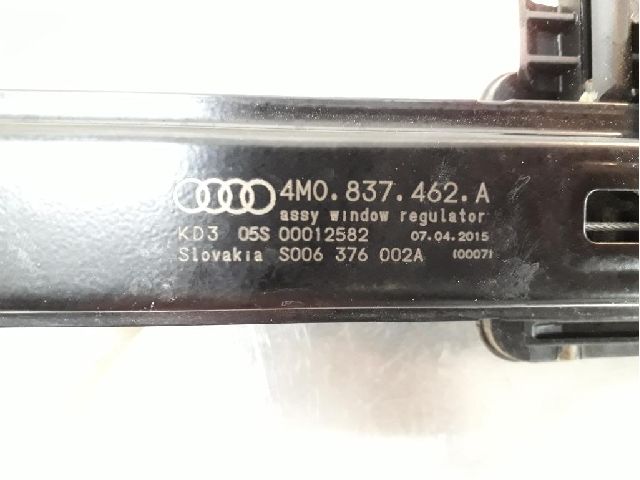 4M0.837.462.A
assy window regulator
KD3 05S 00012582 07.04.2015
Slovakia S006 376 002A (0007)